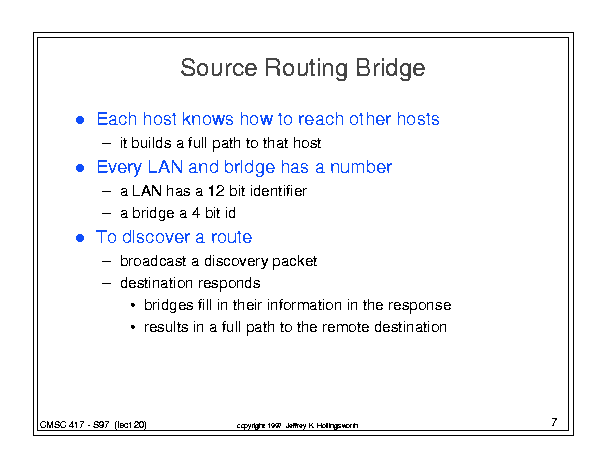 Source Routing Bridge
● Each host knows how to reach other hosts
– it builds a full path to that host
● Every LAN and bridge has a number
– a LAN has a 12 bit identifier
– a bridge a 4 bit id
● To discover a route
– broadcast a discovery packet
– destination responds
• bridges fill in their information in the response
• results in a full path to the remote destination
CMSC 417 - S97 (lect20) copyright 1997 Jeffrey K. Hollingsworth 7